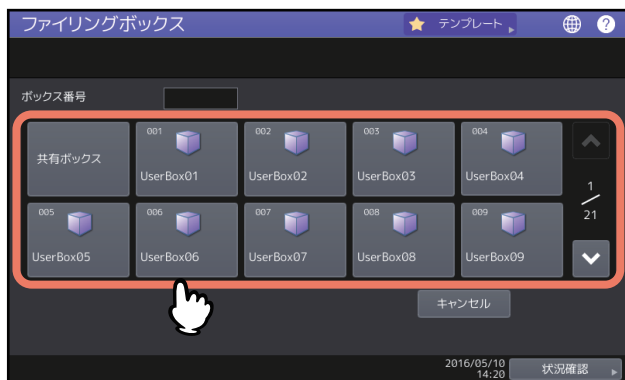 ファイリングボックス
テンプレート
?
ボックス番号
共有ボックス
001
UserBox01
002
UserBox02
003
UserBox03
004
UserBox04
1
21
005
UserBox05
006
UserBox06
007
UserBox07
008
UserBox08
009
UserBox09
キャンセル
2016/05/10
14:20
状況確認